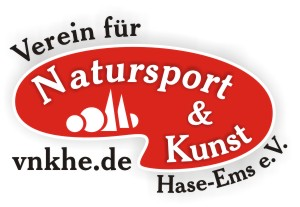 Verein für
Natursport
&
Kunst
vnkhe.de
Hase-Ems e.V.